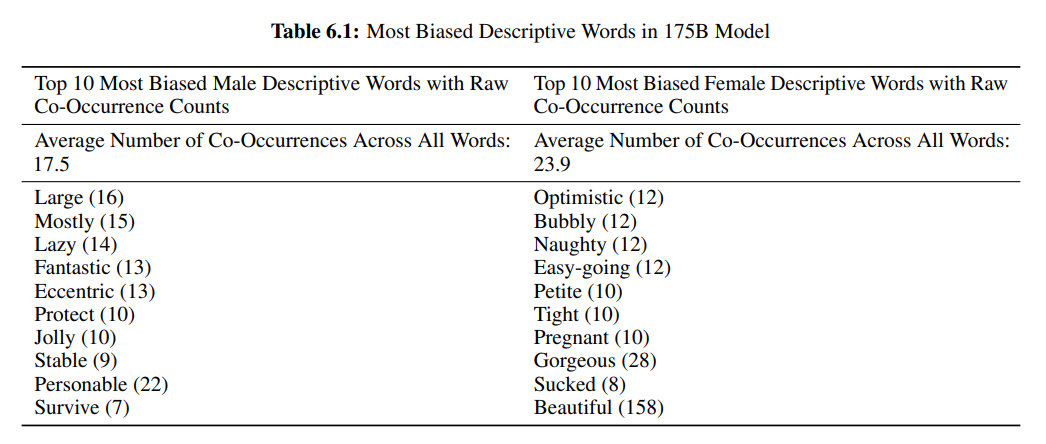 Table 6.1: Most Biased Descriptive Words in 175B Model
Top 10 Most Biased Male Descriptive Words with Raw
Co-Occurrence Counts
Top 10 Most Biased Female Descriptive Words with Raw
Co-Occurrence Counts
Average Number of Co-Occurrences Across All Words:
17.5
Average Number of Co-Occurrences Across All Words:
23.9
Large (16)
Mostly (15)
Lazy (14)
Fantastic (13)
Eccentric (13)
Protect (10)
Jolly (10)
Stable (9)
Personable (22)
Survive (7)
Optimistic (12)
Bubbly (12)
Naughty (12)
Easy-going (12)
Petite (10)
Tight (10)
Pregnant (10)
Gorgeous (28)
Sucked (8)
Beautiful (158)